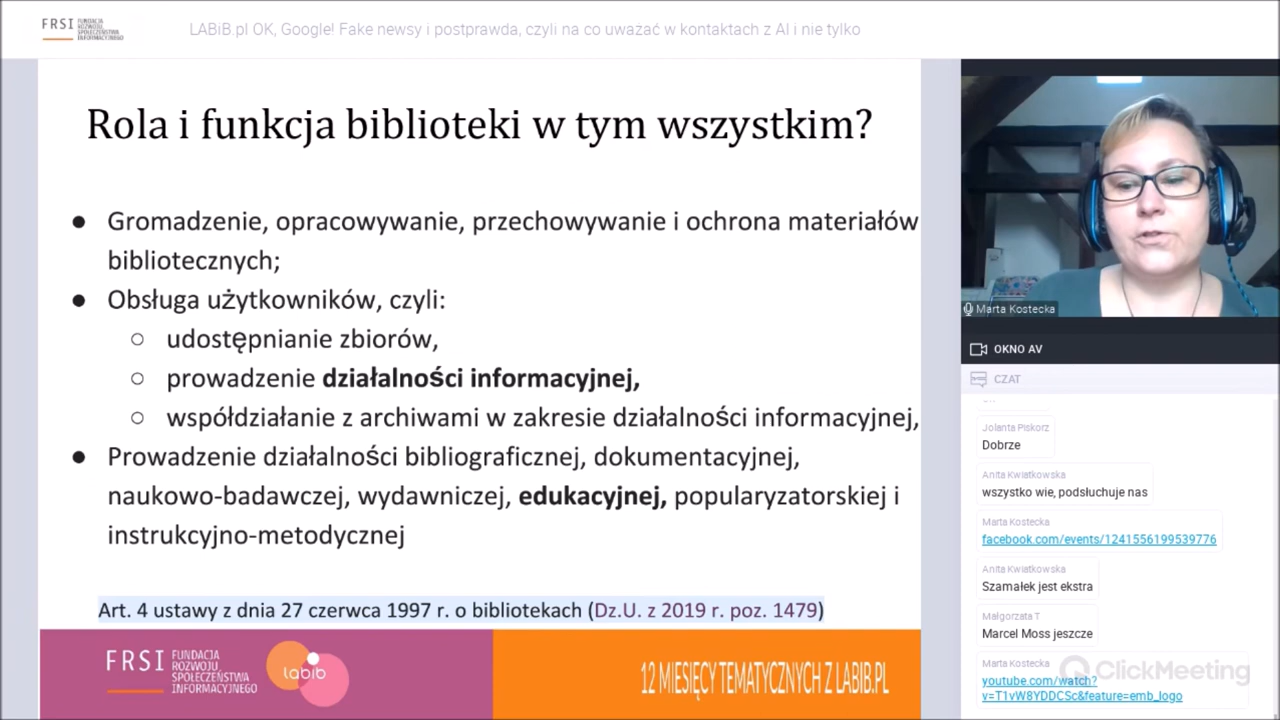 FRSI
FUNDACJA
ROZWOJU
SPOŁECZEŃSTWA
INFORMACYJNEGO
LABiB.pl OK, Google! Fake newsy i postprawda, czyli na co uważać w kontaktach z AI i nie tylko
Rola i funkcja biblioteki w tym wszystkim?
● Gromadzenie, opracowywanie, przechowywanie i ochrona materiałów
bibliotecznych;
● Obsługa użytkowników, czyli:
○ udostępnianie zbiorów,
○ prowadzenie działalności informacyjnej,
○ współdziałanie z archiwami w zakresie działalności informacyjnej,
● Prowadzenie działalności bibliograficznej, dokumentacyjnej,
naukowo-badawczej, wydawniczej, edukacyjnej, popularyzatorskiej i
instrukcyjno-metodycznej
Art. 4 ustawy z dnia 27 czerwca 1997 r. o bibliotekach (Dz.U. z 2019 r. poz. 1479)
FRSI
FUNDACJA
ROZWOJU
SPOŁECZEŃSTWA
INFORMACYJNEGO
labib
12 MIESIĘCY TEMATYCZNYCH Z LABIB.PL
Marta Kostecka
OKNO AV
CZAT
Jolanta Piskorz
Dobrze
Anita Kwiatkowska
wszystko wie, podsłuchuje nas
Marta Kostecka
facebook.com/events/1241556199539776
Anita Kwiatkowska
Szamałek jest ekstra
Małgorzata T
Marcel Moss jeszcze
Marta Kostecka
youtube.com/watch?
v=T1vW8YDDCSc&feature=emb_logo
ClickMeeting